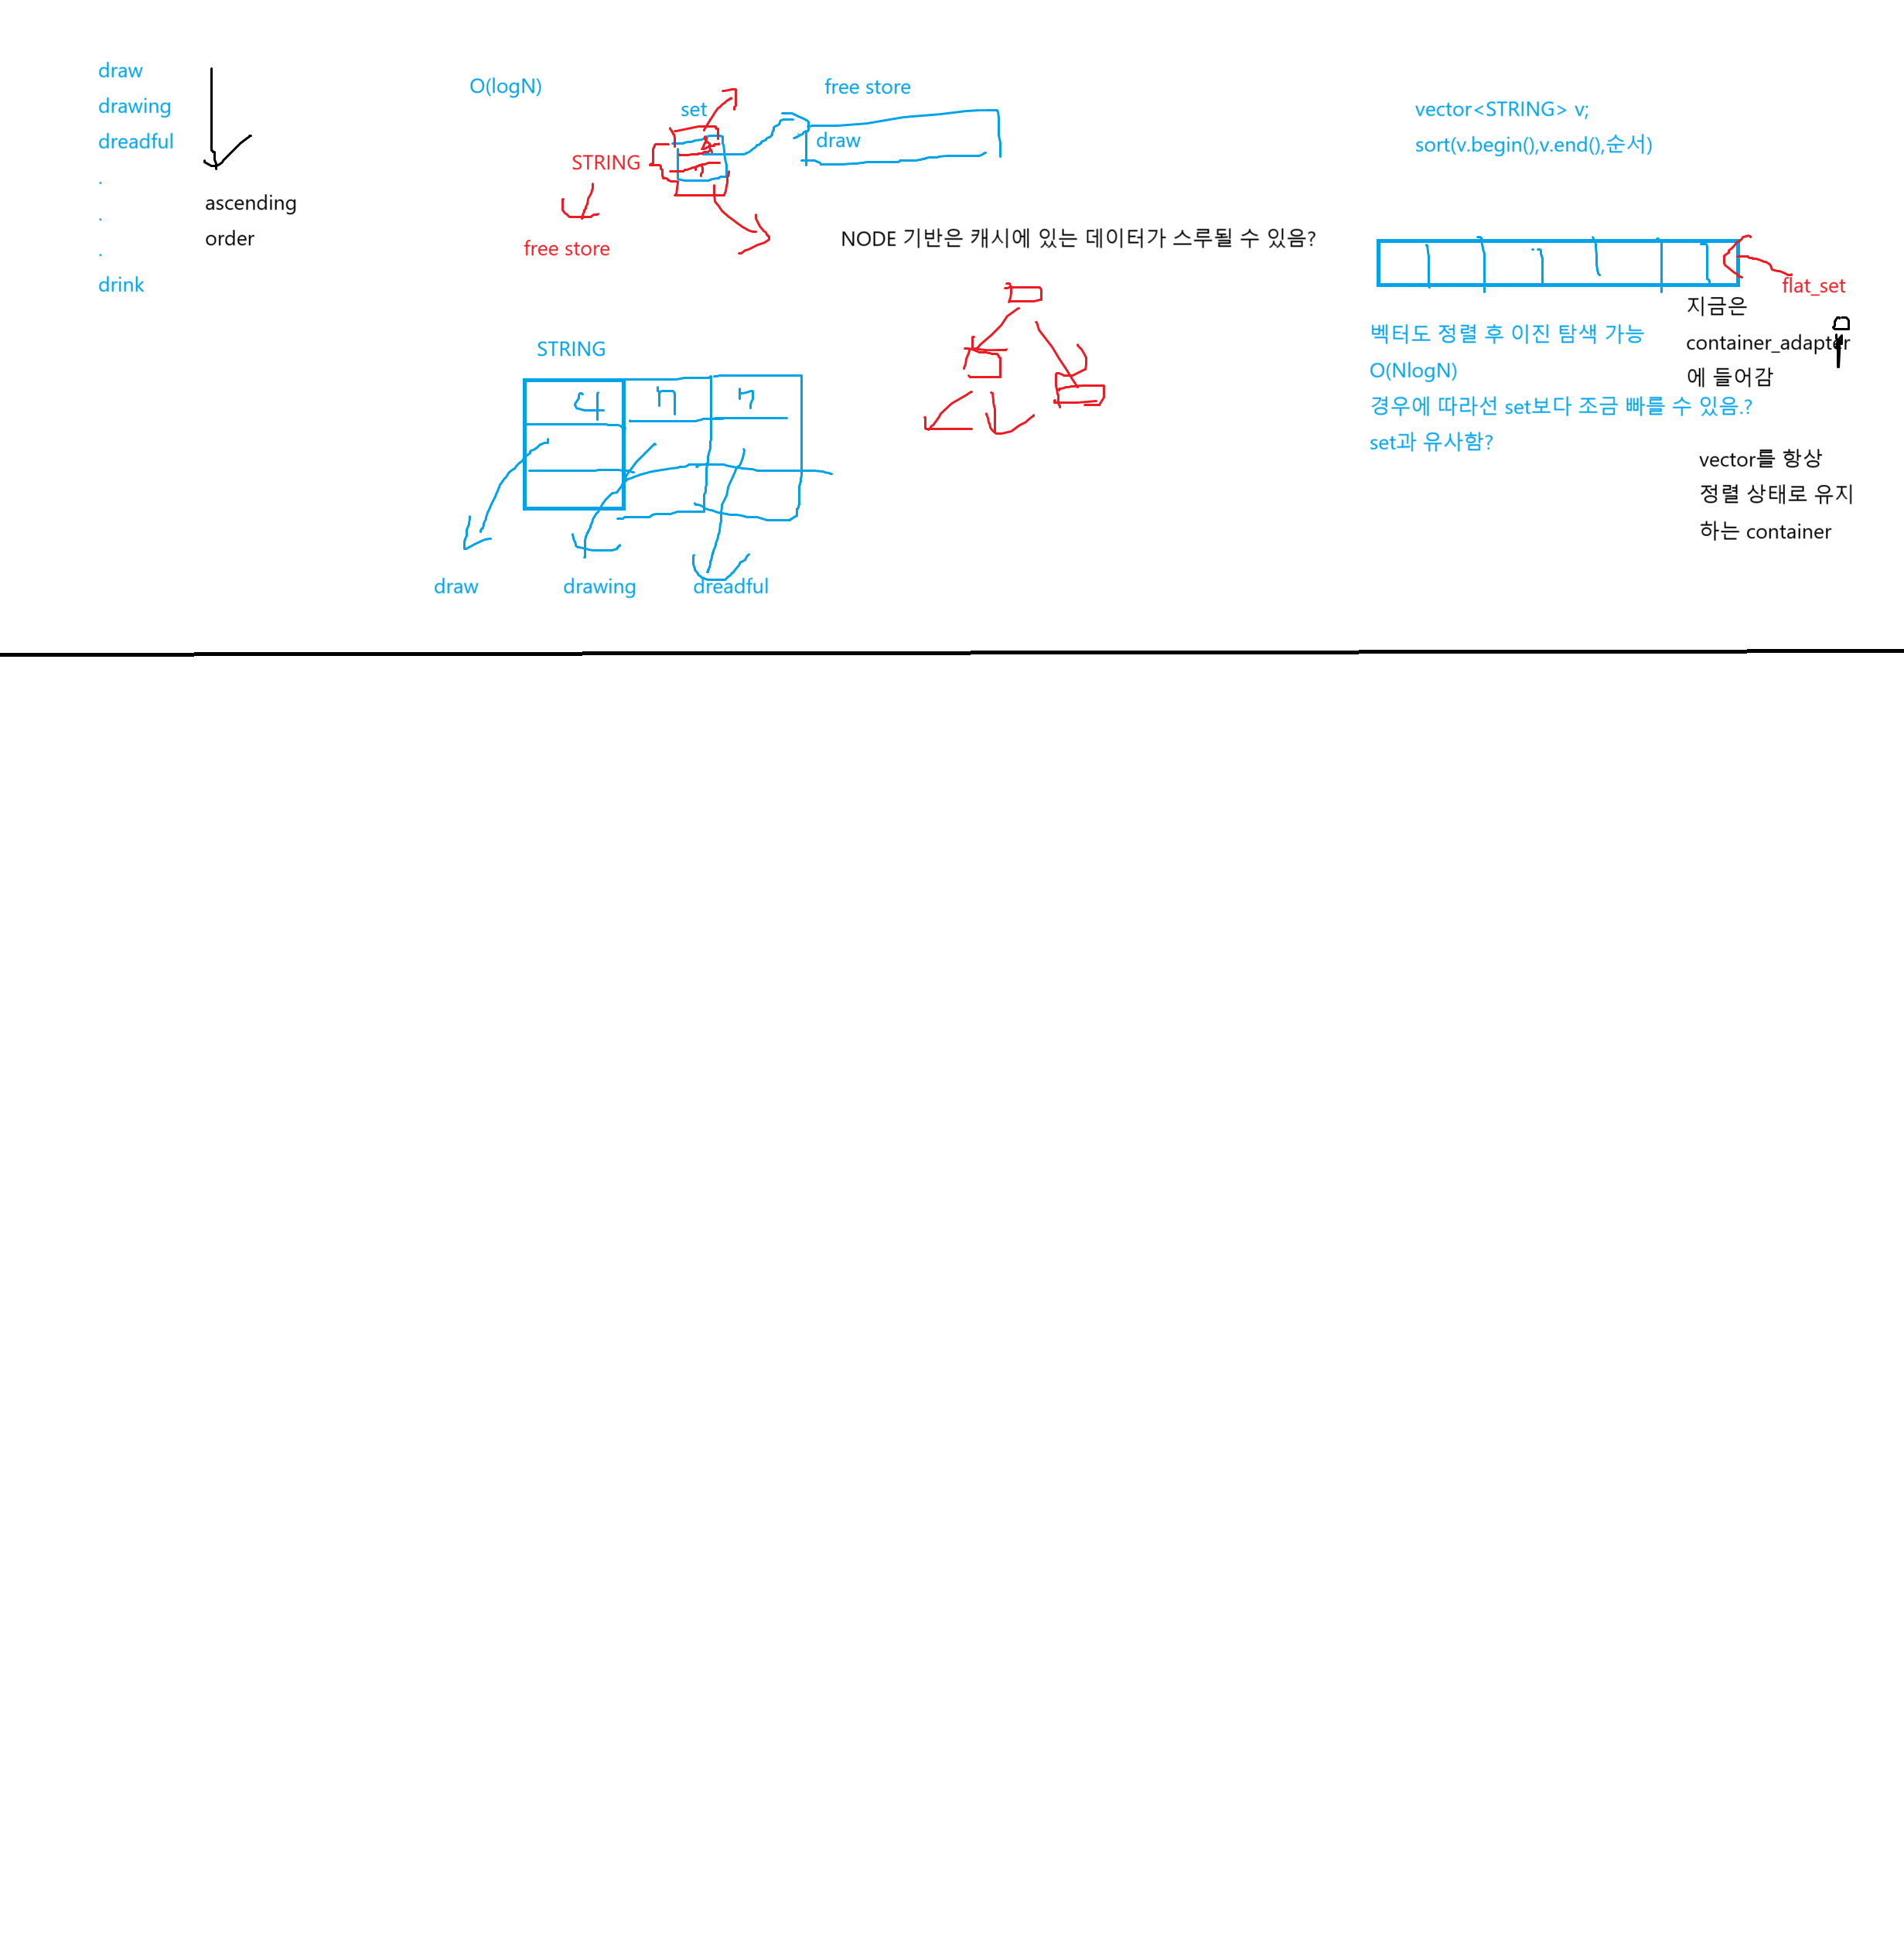 draw
drawing
dreadful
.
.
.
drink
ascending
order
O(logN)
set
STRING
free store
free store
draw
NODE 기반은 캐시에 있는 데이터가 스루될 수 있음?
STRING
4
n
n
draw
drawing
dreadful
vector<STRING> v;
sort(v.begin(),v.end(),순서)
flat_set
벡터도 정렬 후 이진 탐색 가능
O(NlogN)
경우에 따라선 set보다 조금 빠를 수 있음.?
set과 유사함?
지금은
container_adapter
에 들어감
vector를 항상
정렬 상태로 유지
하는 container